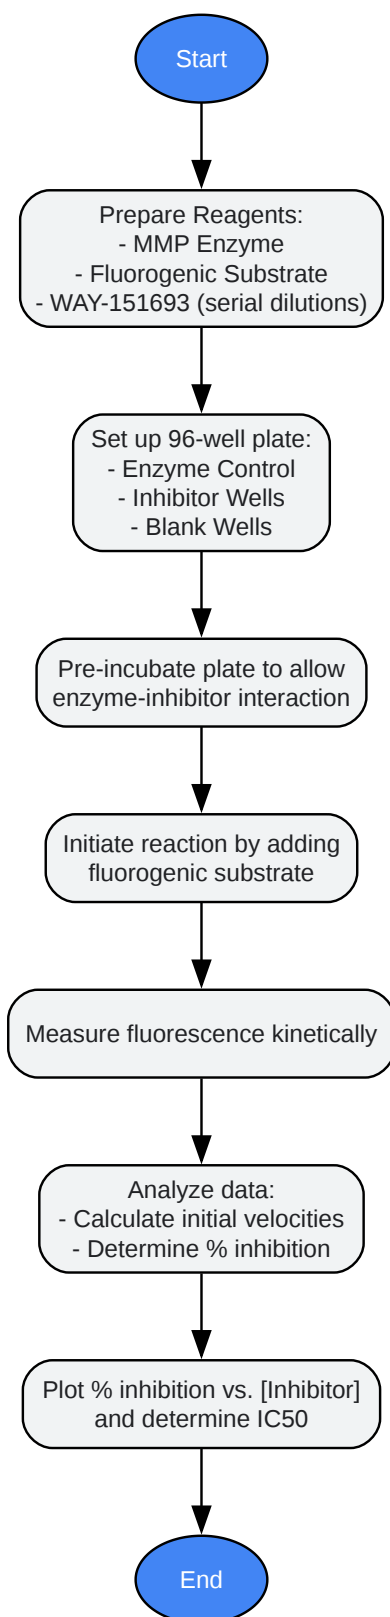 Start
Prepare Reagents:
- MMP Enzyme
- Fluorogenic Substrate
- WAY-151693 (serial dilutions)
Set up 96-well plate:
- Enzyme Control
- Inhibitor Wells
- Blank Wells
Pre-incubate plate to allow
enzyme-inhibitor interaction
Initiate reaction by adding
fluorogenic substrate
Measure fluorescence kinetically
Analyze data:
- Calculate initial velocities
- Determine % inhibition
Plot % inhibition vs. [Inhibitor]
and determine IC50
End